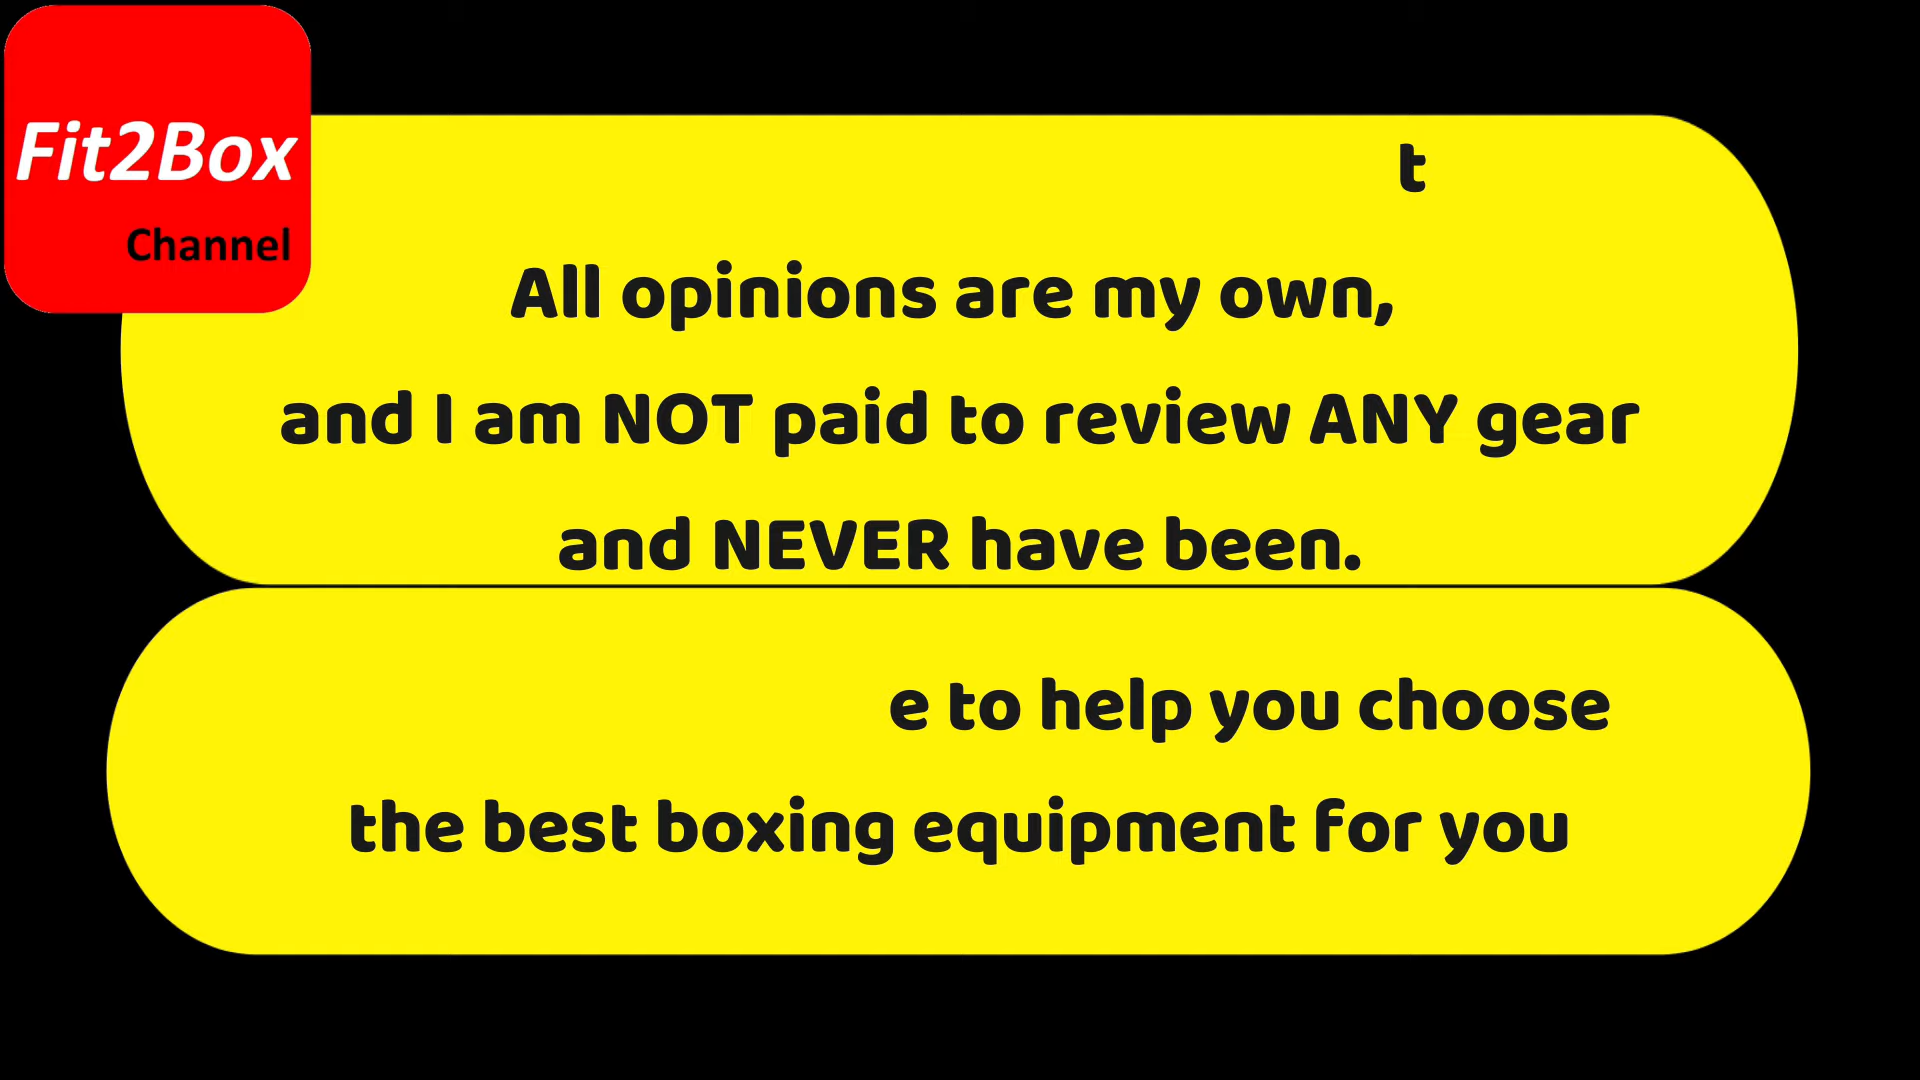 Fit2Box
Channel
t
All opinions are my own,
and I am NOT paid to review ANY gear
and NEVER have been.
e to help you choose
the best boxing equipment for you